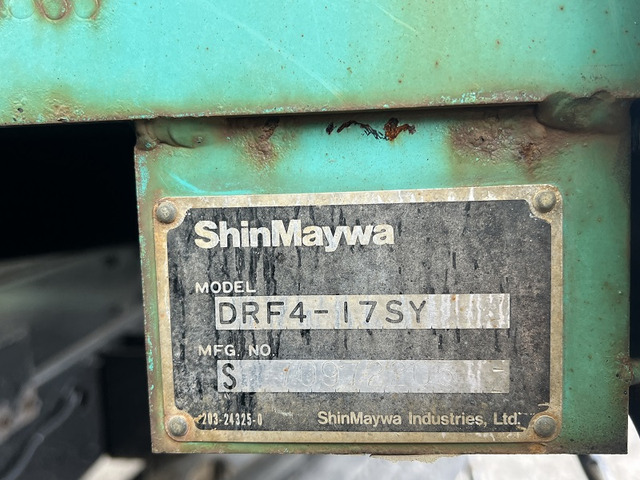 ShinMaywa
MODEL
DRF4-17SY
MFG. NO.
S
203-24325-0 ShinMaywa Industries, Ltd.